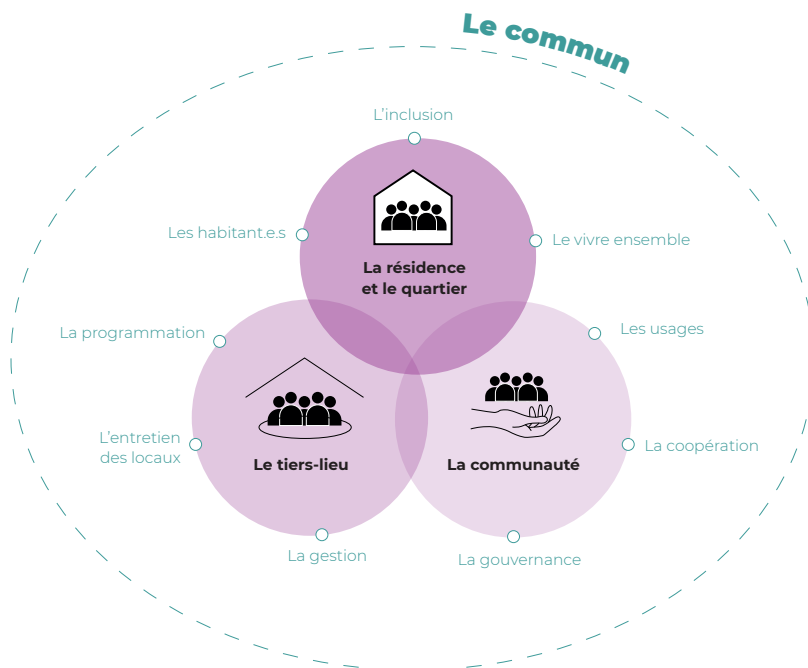 Le commun
L'inclusion
Les habitant.e.s
Le vivre ensemble
La résidence
et le quartier
La programmation
Les usages
L'entretien
des locaux
La coopération
Le tiers-lieu
La communauté
La gestion
La gouvernance